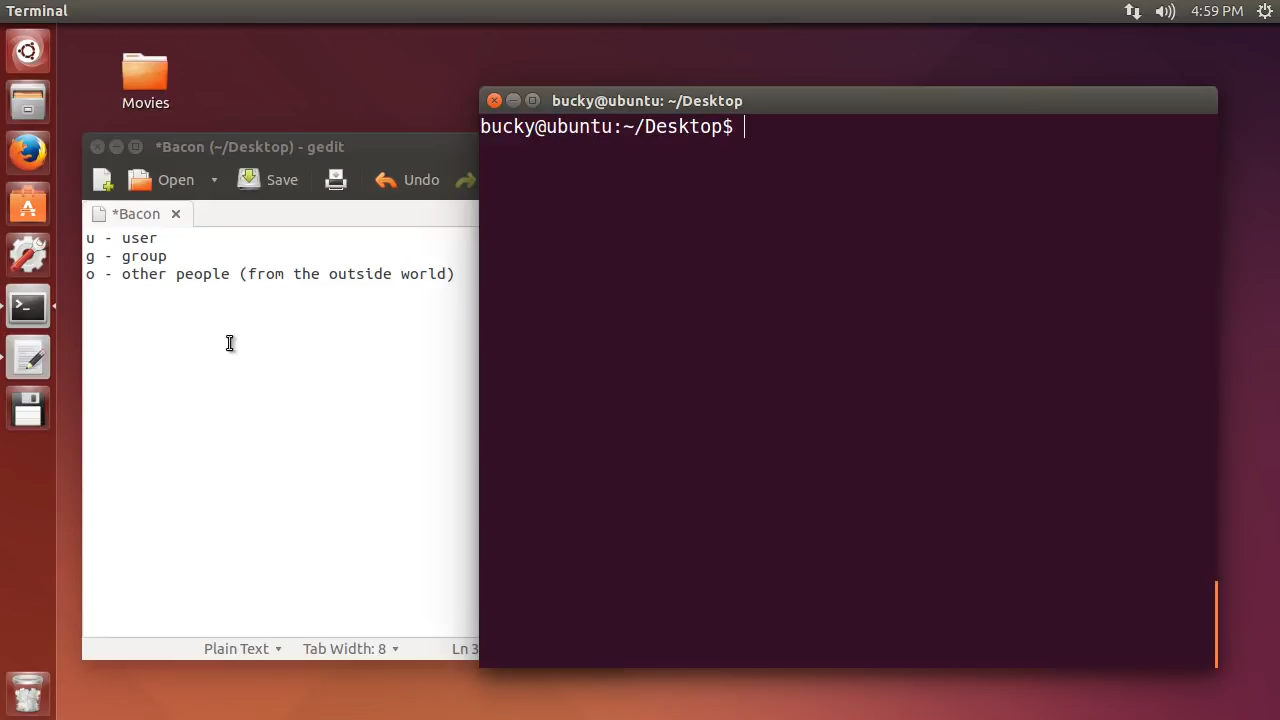 Terminal
4:59 PM
Movies
bucky@ubuntu: ~/Desktop
bucky@ubuntu:~/Desktop$
*Bacon (~/Desktop) - gedit
Open
Save
Undo
*Bacon
u - user
g - group
o - other people (from the outside world)
Plain Text
Tab Width: 8
Ln 3